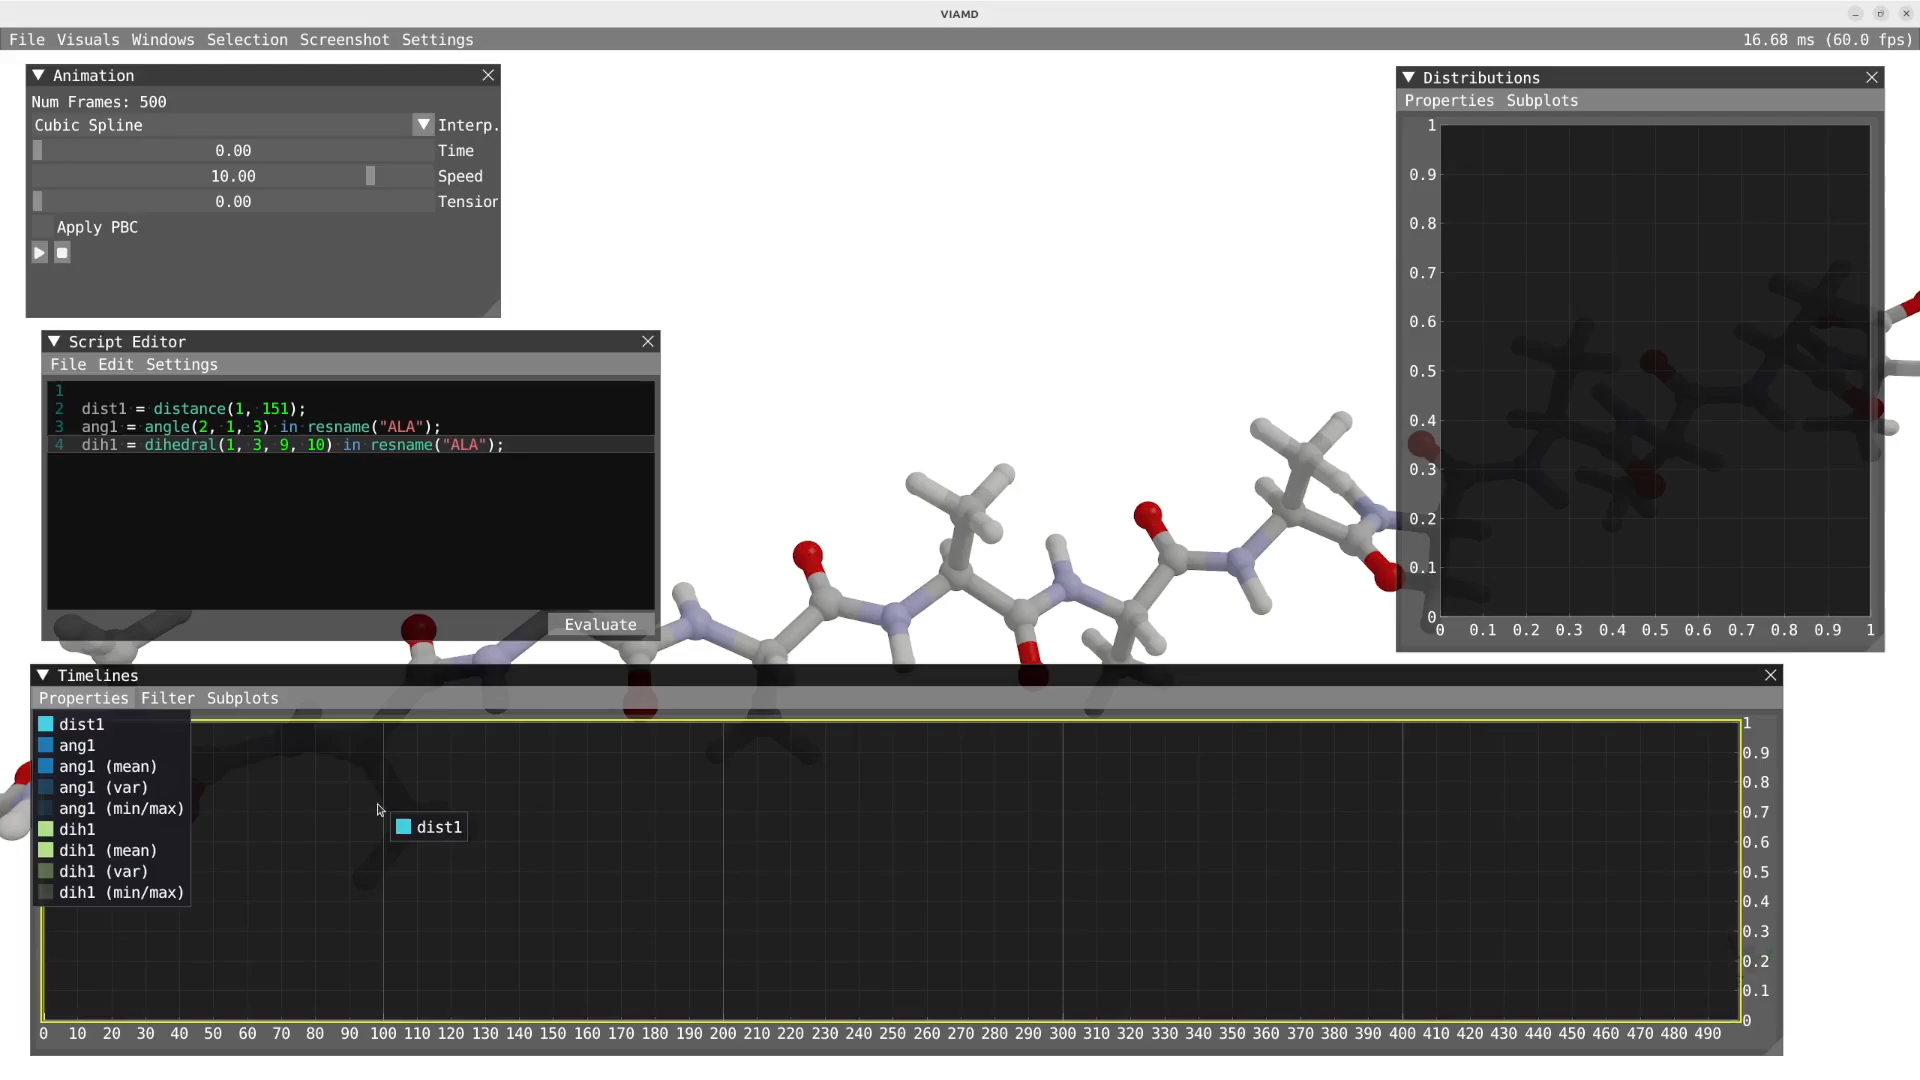 VIAMD
File Visuals Windows Selection Screenshot Settings 16.68 ms (60.0 fps)
Animation
Num Frames: 500
Cubic Spline Interp.
0.00 Time
10.00 Speed
0.00 Tension
Apply PBC
Script Editor
File Edit Settings
1
2 dist1 = distance(1, 151);
3 ang1 = angle(2, 1, 3) in resname("ALA");
4 dih1 = dihedral(1, 3, 9, 10) in resname("ALA");
Evaluate
Distributions
Properties Subplots
1
0.9
0.8
0.7
0.6
0.5
0.4
0.3
0.2
0.1
0
0 0.1 0.2 0.3 0.4 0.5 0.6 0.7 0.8 0.9 1
Timelines
Properties Filter Subplots
dist1
ang1
ang1 (mean)
ang1 (var)
ang1 (min/max)
dih1
dih1 (mean)
dih1 (var)
dih1 (min/max)
dist1
1
0.9
0.8
0.7
0.6
0.5
0.4
0.3
0.2
0.1
0
0 10 20 30 40 50 60 70 80 90 100 110 120 130 140 150 160 170 180 190 200 210 220 230 240 250 260 270 280 290 300 310 320 330 340 350 360 370 380 390 400 410 420 430 440 450 460 470 480 490